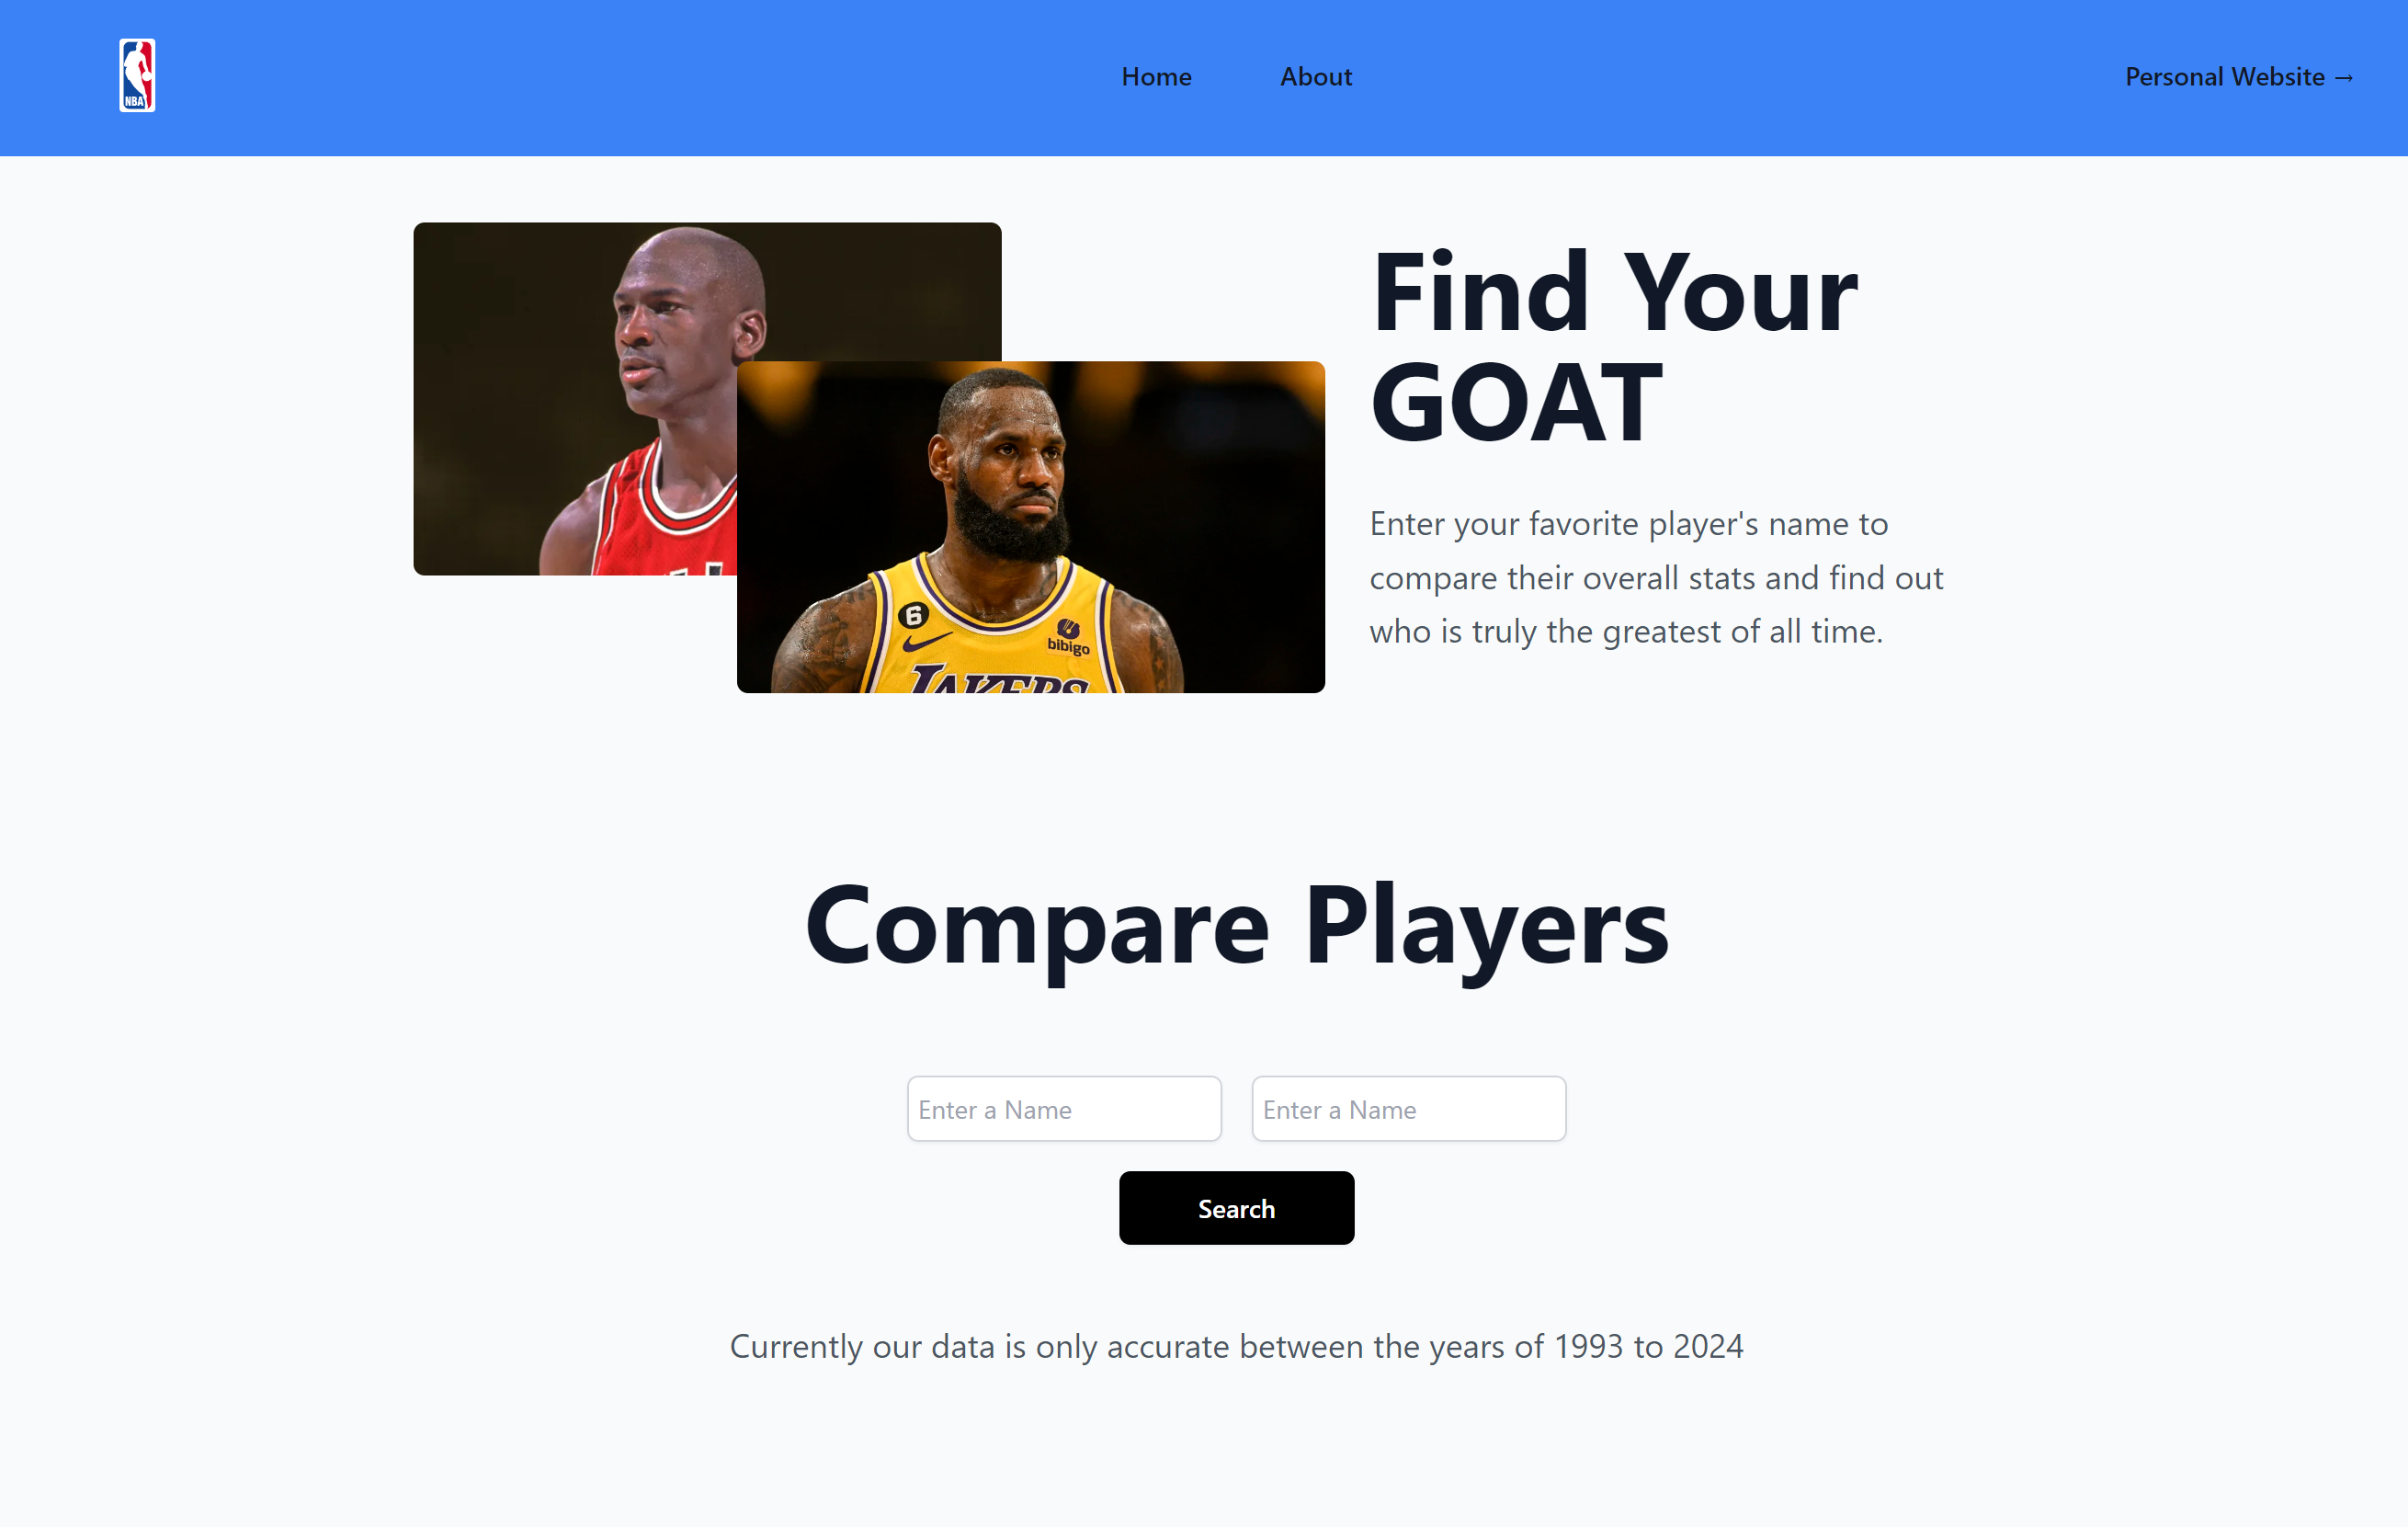 NBA
Home
About
Personal Website →
Find Your
GOAT
Enter your favorite player's name to
compare their overall stats and find out
who is truly the greatest of all time.
6
bibigo
LAKERS
Compare Players
Enter a Name
Enter a Name
Search
Currently our data is only accurate between the years of 1993 to 2024